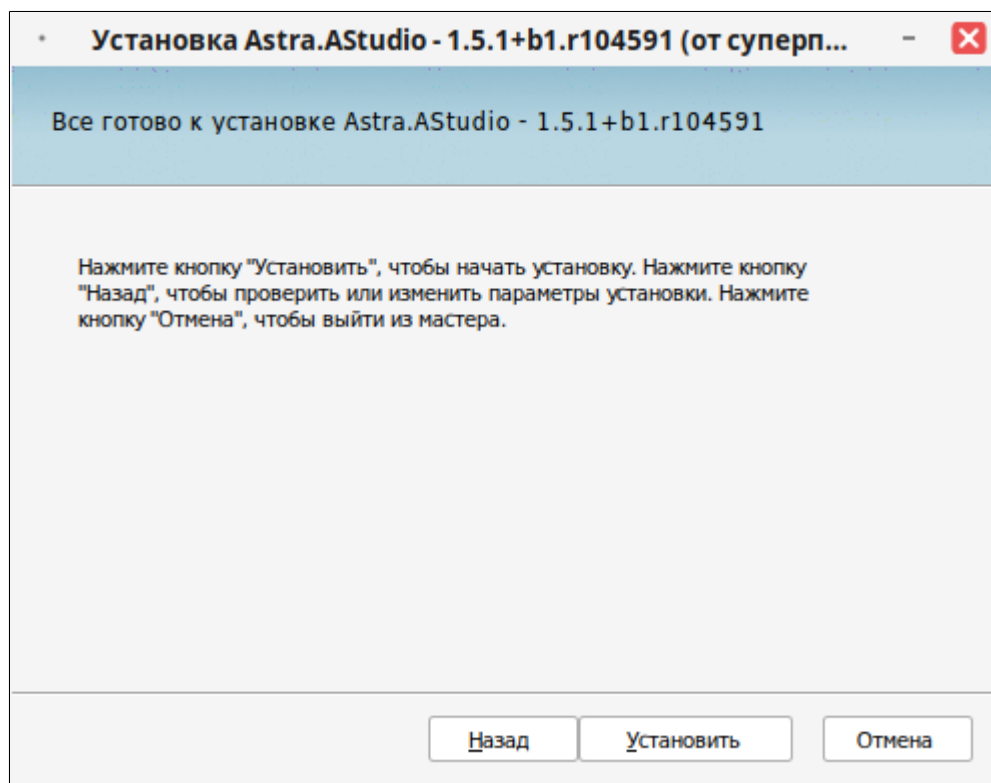 Установка Astra.AStudio - 1.5.1+b1.r104591 (от суперп...
Все готово к установке Astra.AStudio - 1.5.1+b1.r104591
Нажмите кнопку "Установить", чтобы начать установку. Нажмите кнопку
"Назад", чтобы проверить или изменить параметры установки. Нажмите
кнопку "Отмена", чтобы выйти из мастера.
Назад Установить Отмена